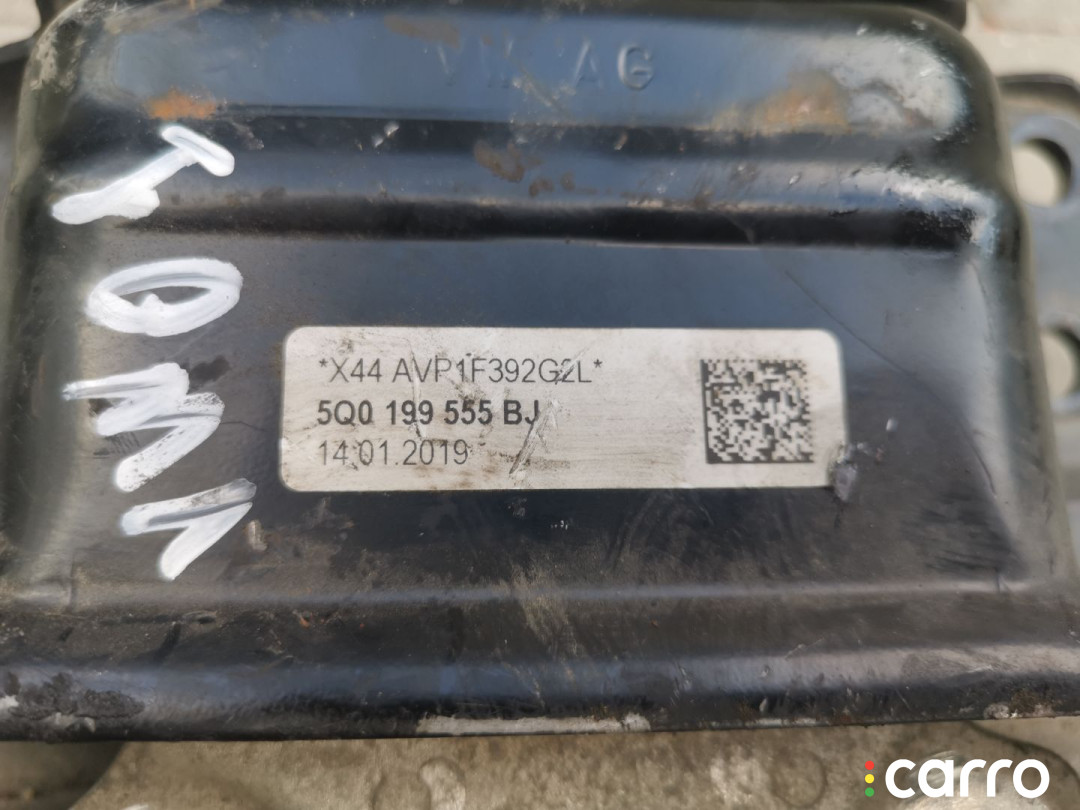 VW AG
*X44 AVP1F392G2L*
5Q0 199 555 BJ
14.01.2019
carro